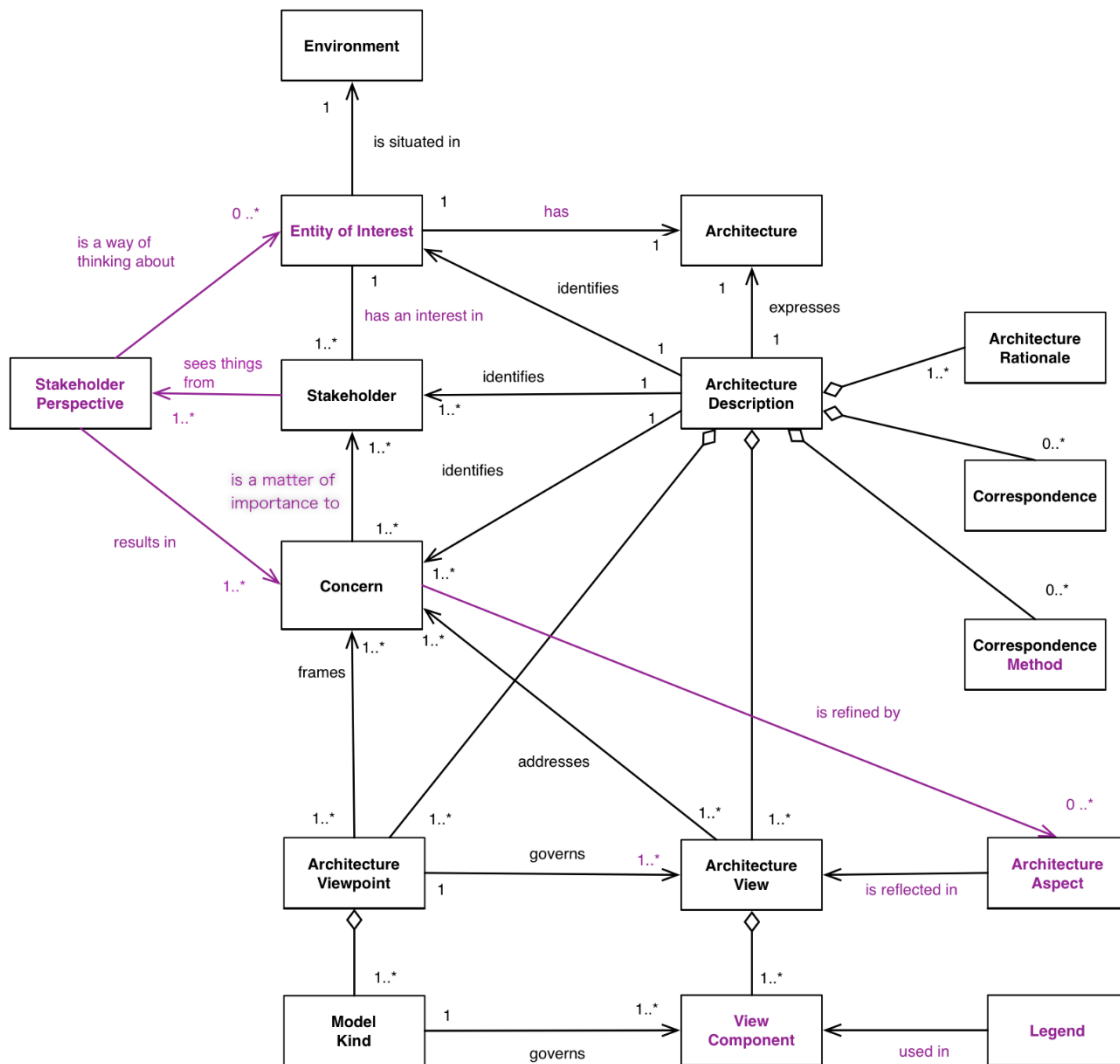 Environment
1
is situated in
0 ..*
1
has
Entity of Interest
Architecture
1
is a way of
thinking about
1
identifies
1
has an interest in
expresses
1..*
1
1
Architecture
Rationale
sees things
from
Stakeholder
Perspective
Stakeholder
identifies
1
Architecture
Description
1..*
1..*
1..*
1
1..*
0..*
is a matter of
importance to
identifies
Correspondence
1..*
results in
1..*
Concern
1..*
0..*
1..*
1..*
Correspondence
Method
frames
is refined by
addresses
0 ..*
1..*
1..*
1..*
1..*
Architecture
Viewpoint
governs
1..*
1
Architecture
View
is reflected in
Architecture
Aspect
1..*
1..*
Model
Kind
1
1..*
governs
View
Component
used in
Legend